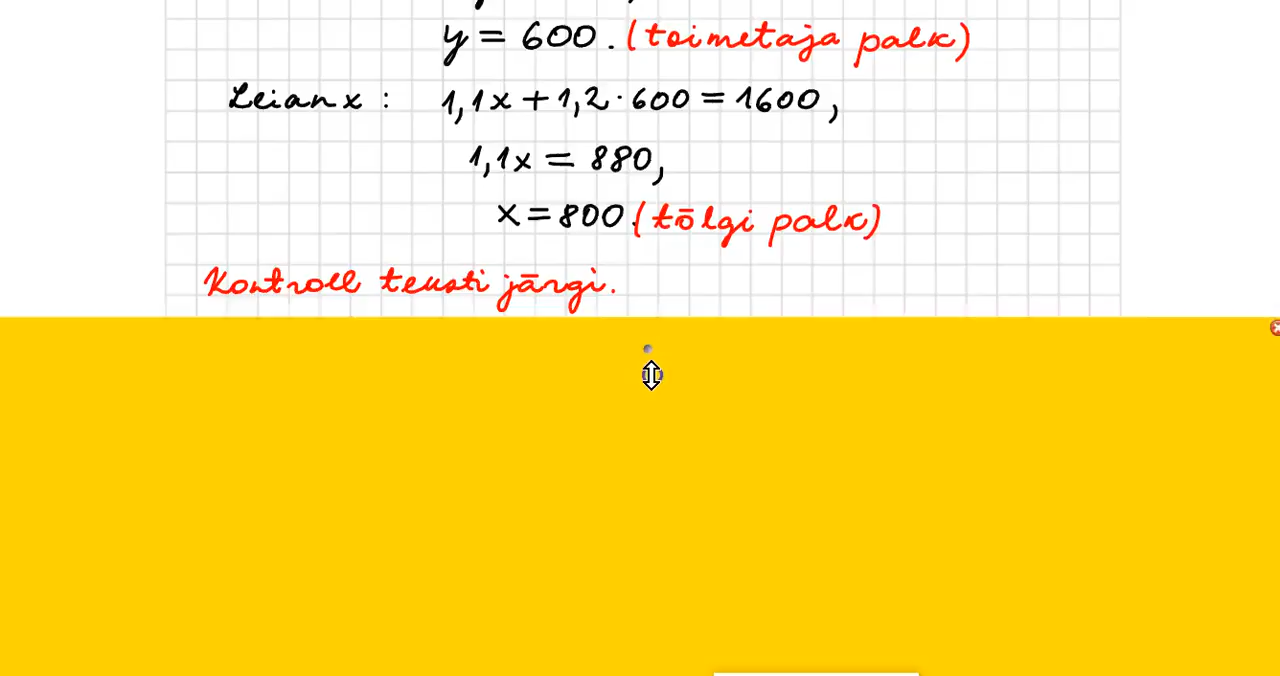 y = 600. (toimetaja palk)
Leian x : 1,1x + 1,2 · 600 = 1600,
1,1x = 880,
x = 800. (tõlgi palk)
Kontroll teksti järgi.